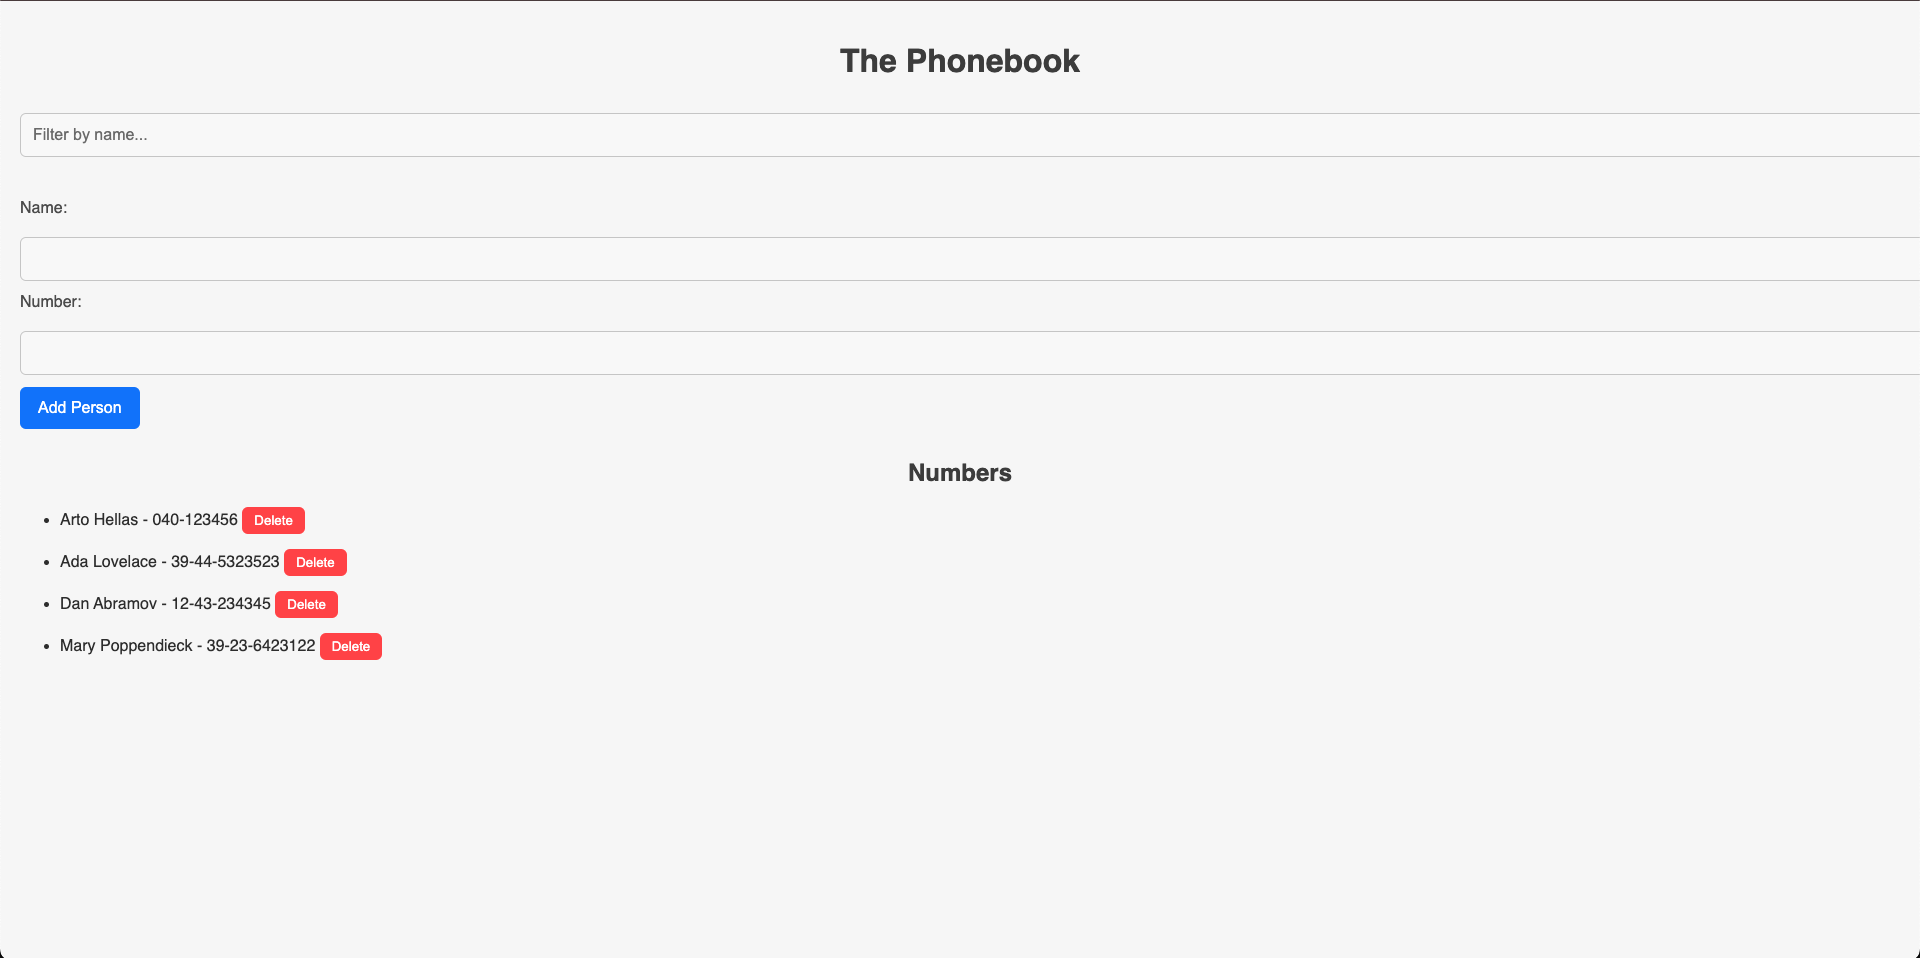 The Phonebook
Filter by name...
Name:
Number:
Add Person
Numbers
Arto Hellas - 040-123456 Delete
Ada Lovelace - 39-44-5323523 Delete
Dan Abramov - 12-43-234345 Delete
Mary Poppendieck - 39-23-6423122 Delete